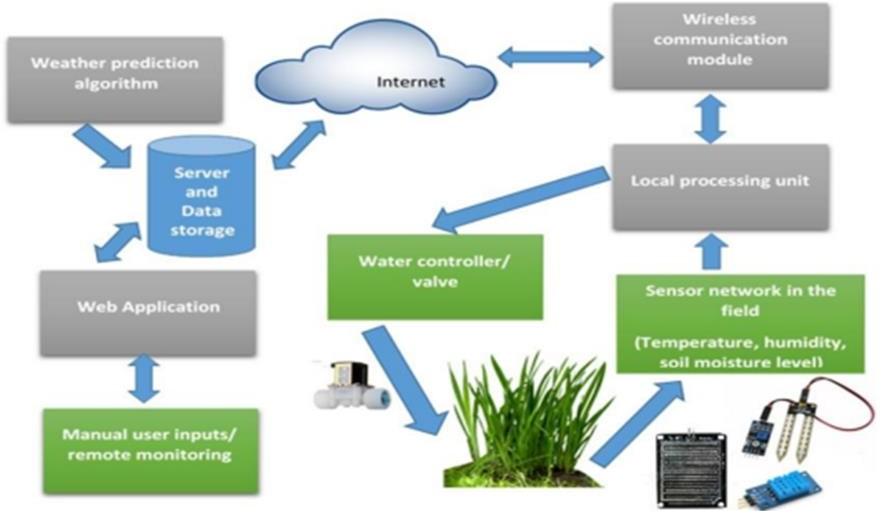 Weather prediction
algorithm
Internet
Wireless
communication
module
Server
and
Data
storage
Local processing unit
Water controller/
valve
Web Application
Sensor network in the
field
(Temperature, humidity,
soil moisture level)
Manual user inputs/
remote monitoring